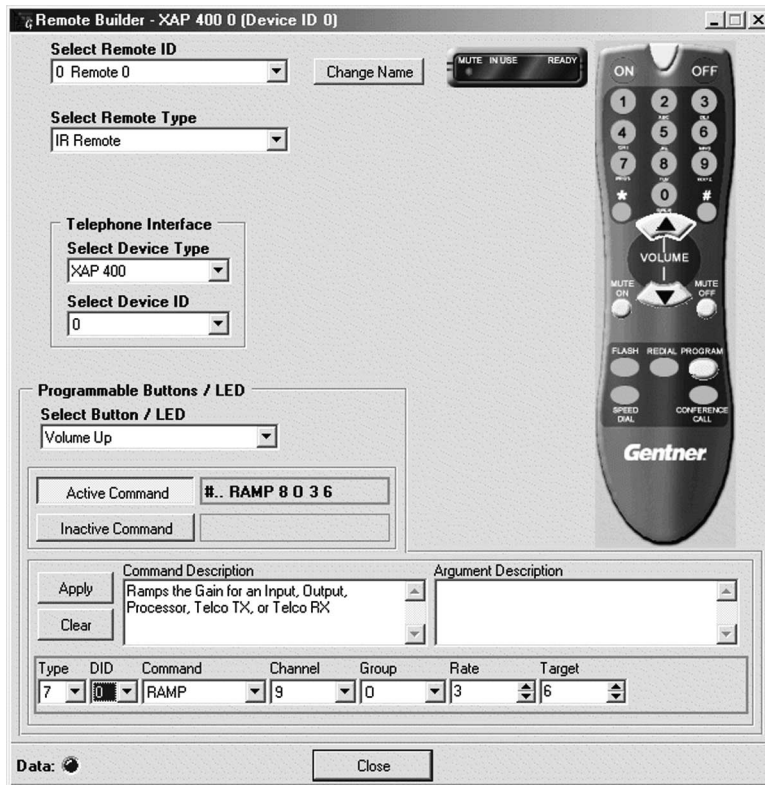 Remote Builder - XAP 400 0 (Device ID 0)
Select Remote ID
0 Remote 0
Change Name
MUTE IN USE READY
Select Remote Type
IR Remote
ON OFF
1 2 3
4 5 6
7 8 9
* 0 #
VOLUME
MUTE ON
MUTE OFF
FLASH REDIAL PROGRAM
SPEED DIAL
CONFERENCE CALL
Gentner
Telephone Interface
Select Device Type
XAP 400
Select Device ID
0
Programmable Buttons / LED
Select Button / LED
Volume Up
Active Command
#.. RAMP 8 O 3 6
Inactive Command
Apply
Clear
Command Description
Ramps the Gain for an Input, Output,
Processor, Telco TX, or Telco RX
Argument Description
Type DID Command Channel Group Rate Target
7 0 RAMP 9 O 3 6
Data:
Close